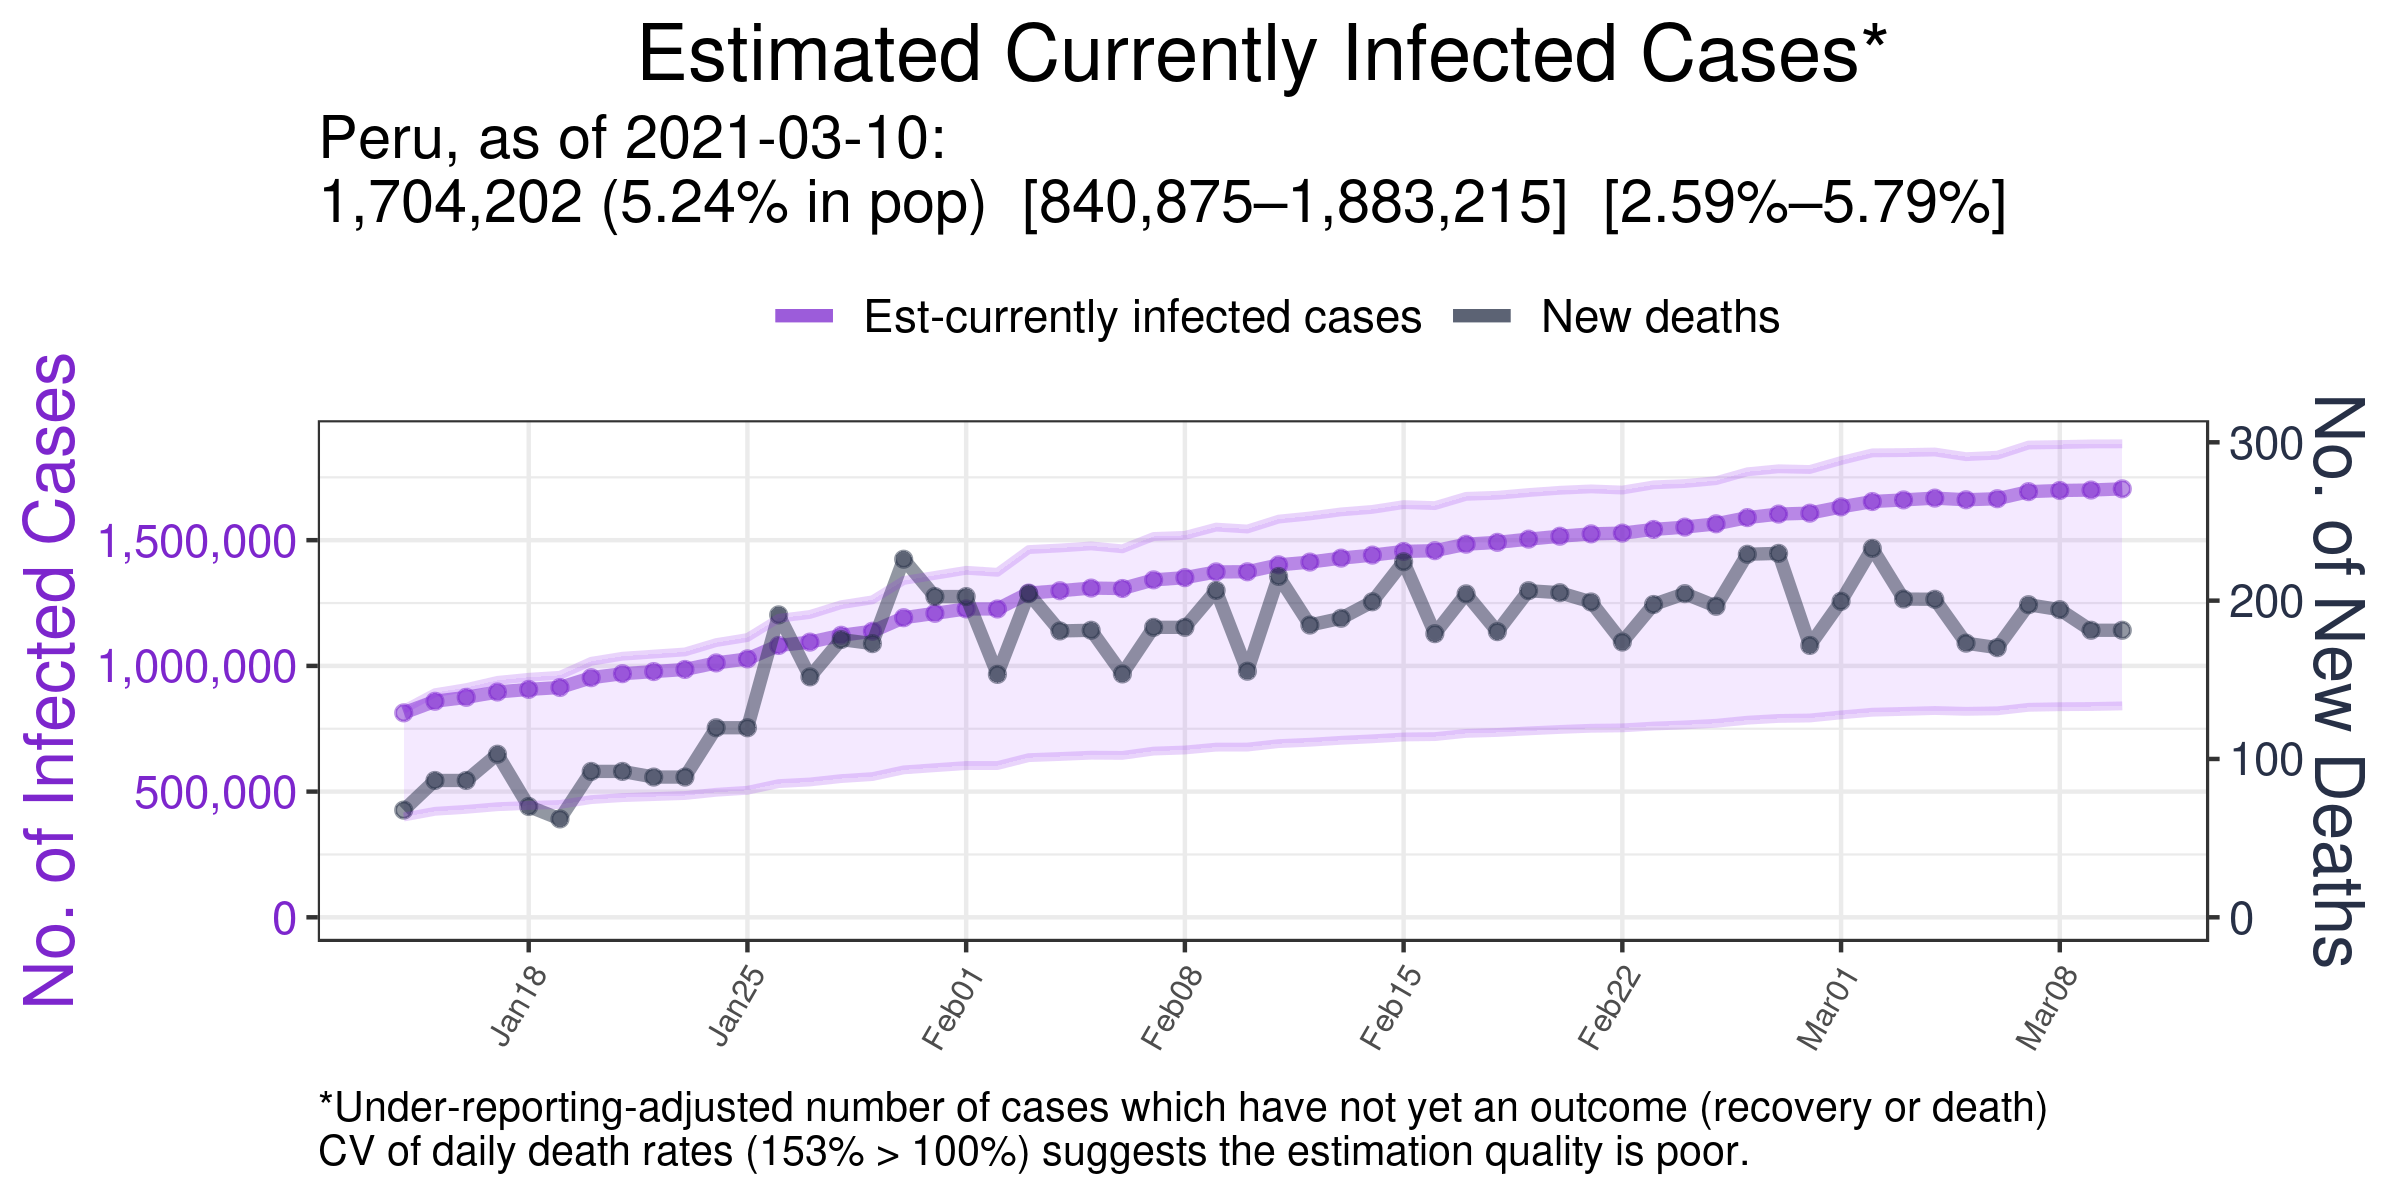 Estimated Currently Infected Cases*
Peru, as of 2021-03-10:
1,704,202 (5.24% in pop)  [840,875–1,883,215]  [2.59%–5.79%]
Est-currently infected cases
New deaths
No. of Infected Cases
1,500,000
1,000,000
500,000
0
300
200
100
0
No. of New Deaths
Jan18
Jan25
Feb01
Feb08
Feb15
Feb22
Mar01
Mar08
*Under-reporting-adjusted number of cases which have not yet an outcome (recovery or death)
CV of daily death rates (153% > 100%) suggests the estimation quality is poor.